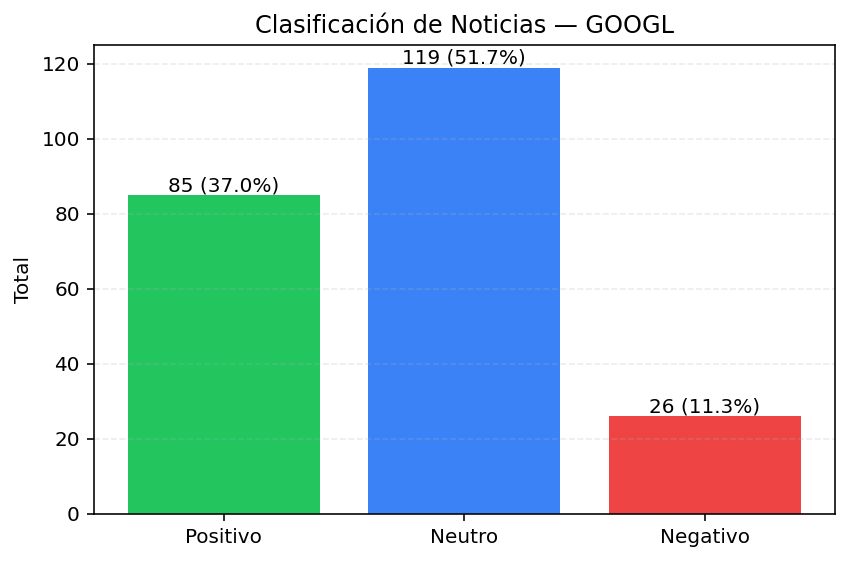 Clasificación de Noticias — GOOGL
Total
120
100
80
60
40
20
0
85 (37.0%)
119 (51.7%)
26 (11.3%)
Positivo
Neutro
Negativo